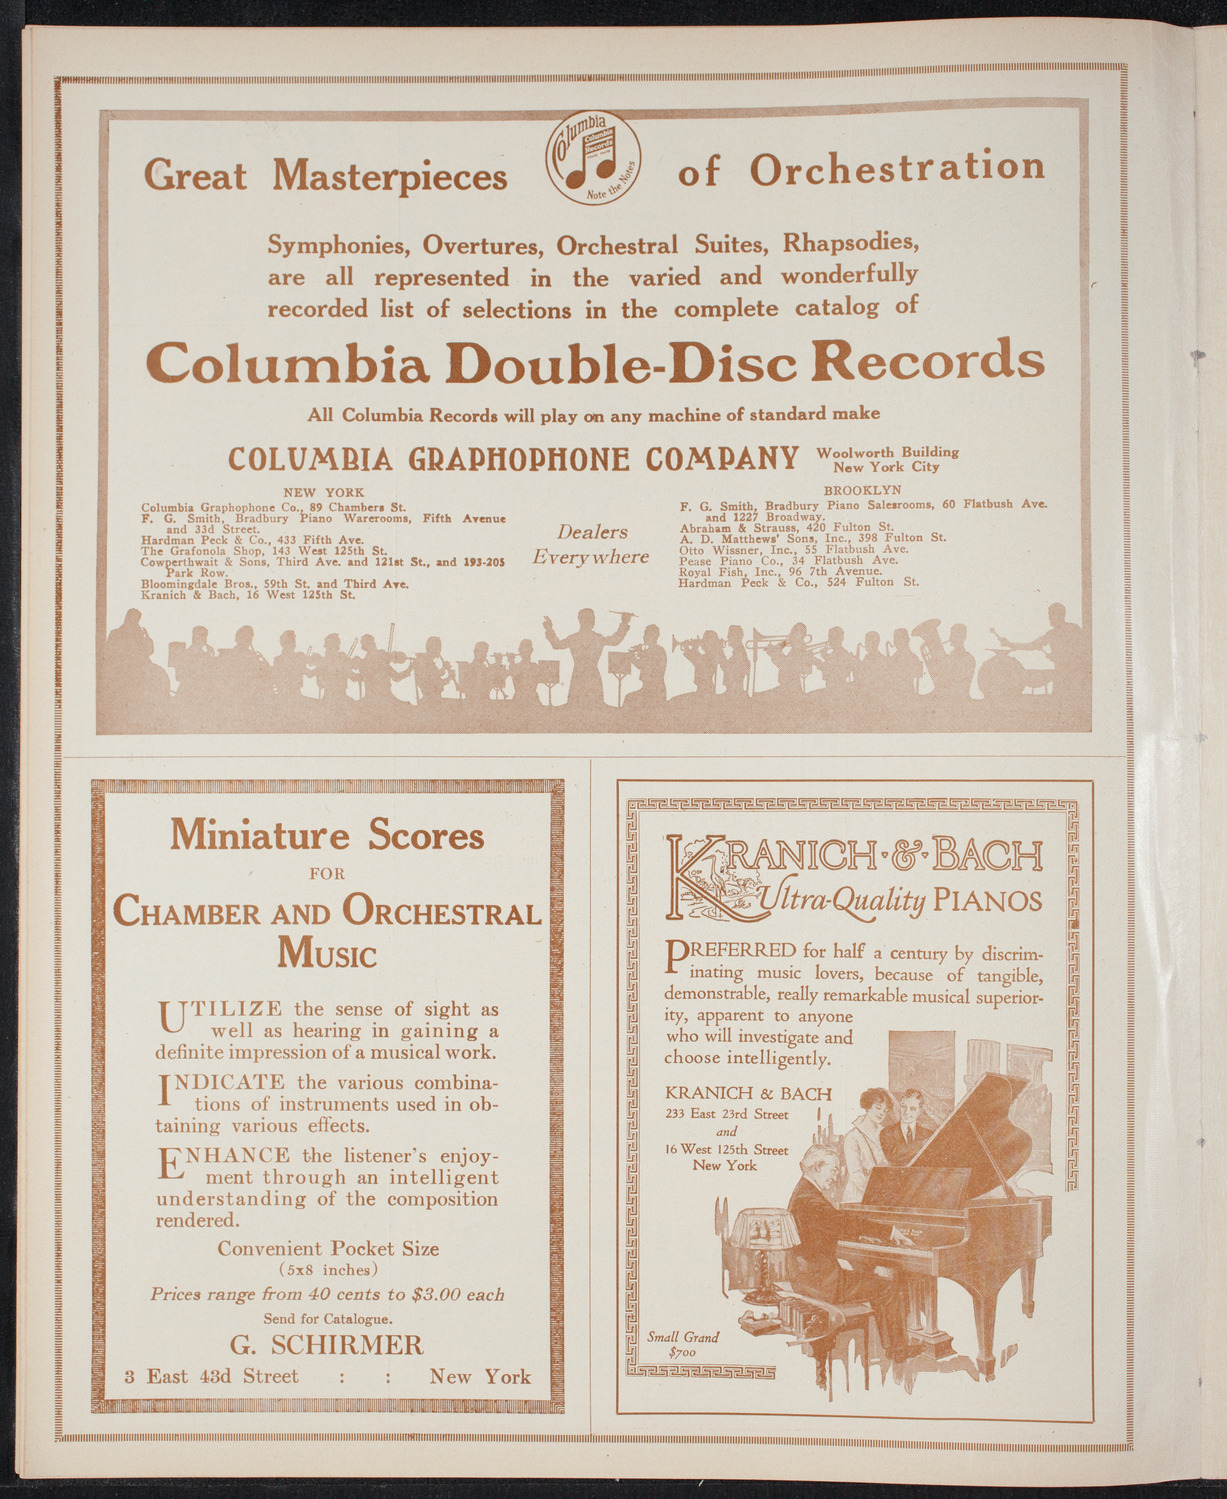 Great Masterpieces
Columbia
Columbia
Records
Note the Notes
of Orchestration
Symphonies, Overtures, Orchestral Suites, Rhapsodies,
are all represented in the varied and wonderfully
recorded list of selections in the complete catalog of
Columbia Double-Disc Records
All Columbia Records will play on any machine of standard make
COLUMBIA GRAPHOPHONE COMPANY
Woolworth Building
New York City
NEW YORK
Columbia Graphophone Co., 89 Chambers St.
F. G. Smith, Bradbury Piano Warerooms, Fifth Avenue
and 33d Street.
Hardman Peck & Co., 433 Fifth Ave.
The Grafonola Shop, 143 West 125th St.
Cowperthwait & Sons, Third Ave. and 121st St., and 193-205
Park Row.
Bloomingdale Bros., 59th St. and Third Ave.
Kranich & Bach, 16 West 125th St.
Dealers
Everywhere
BROOKLYN
F. G. Smith, Bradbury Piano Salesrooms, 60 Flatbush Ave.
and 1227 Broadway.
Abraham & Strauss, 420 Fulton St.
A. D. Matthews' Sons, Inc., 398 Fulton St.
Otto Wissner, Inc., 55 Flatbush Ave.
Pease Piano Co., 34 Flatbush Ave.
Royal Fish, Inc., 96 7th Avenue.
Hardman Peck & Co., 524 Fulton St.
Miniature Scores
FOR
CHAMBER AND ORCHESTRAL
MUSIC
UTILIZE the sense of sight as
well as hearing in gaining a
definite impression of a musical work.
INDICATE the various combina-
tions of instruments used in ob-
taining various effects.
ENHANCE the listener's enjoy-
ment through an intelligent
understanding of the composition
rendered.
Convenient Pocket Size
(5x8 inches)
Prices range from 40 cents to $3.00 each
Send for Catalogue.
G. SCHIRMER
3 East 43d Street : : New York
KRANICH·&·BACH
Ultra-Quality PIANOS
PREFERRED for half a century by discrim-
inating music lovers, because of tangible,
demonstrable, really remarkable musical superior-
ity, apparent to anyone
who will investigate and
choose intelligently.
KRANICH & BACH
233 East 23rd Street
and
16 West 125th Street
New York
Small Grand
$700